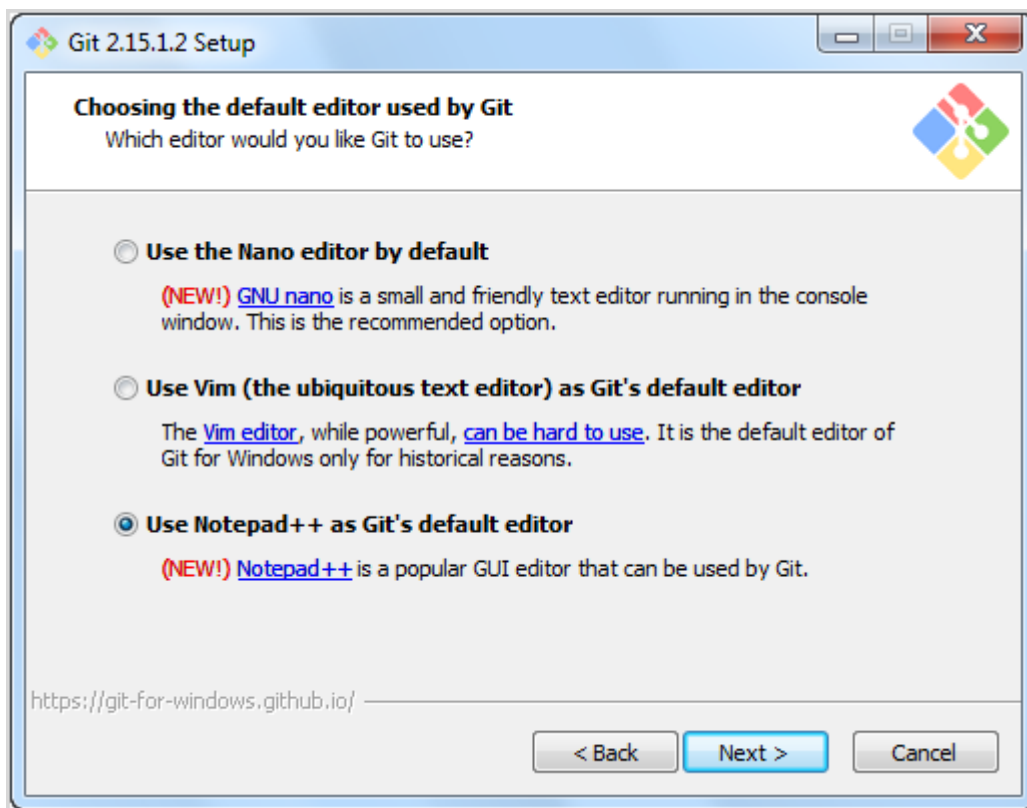 Git 2.15.1.2 Setup
Choosing the default editor used by Git
Which editor would you like Git to use?
Use the Nano editor by default
(NEW!) GNU nano is a small and friendly text editor running in the console
window. This is the recommended option.
Use Vim (the ubiquitous text editor) as Git's default editor
The Vim editor, while powerful, can be hard to use. It is the default editor of
Git for Windows only for historical reasons.
Use Notepad++ as Git's default editor
(NEW!) Notepad++ is a popular GUI editor that can be used by Git.
https://git-for-windows.github.io/
< Back Next > Cancel